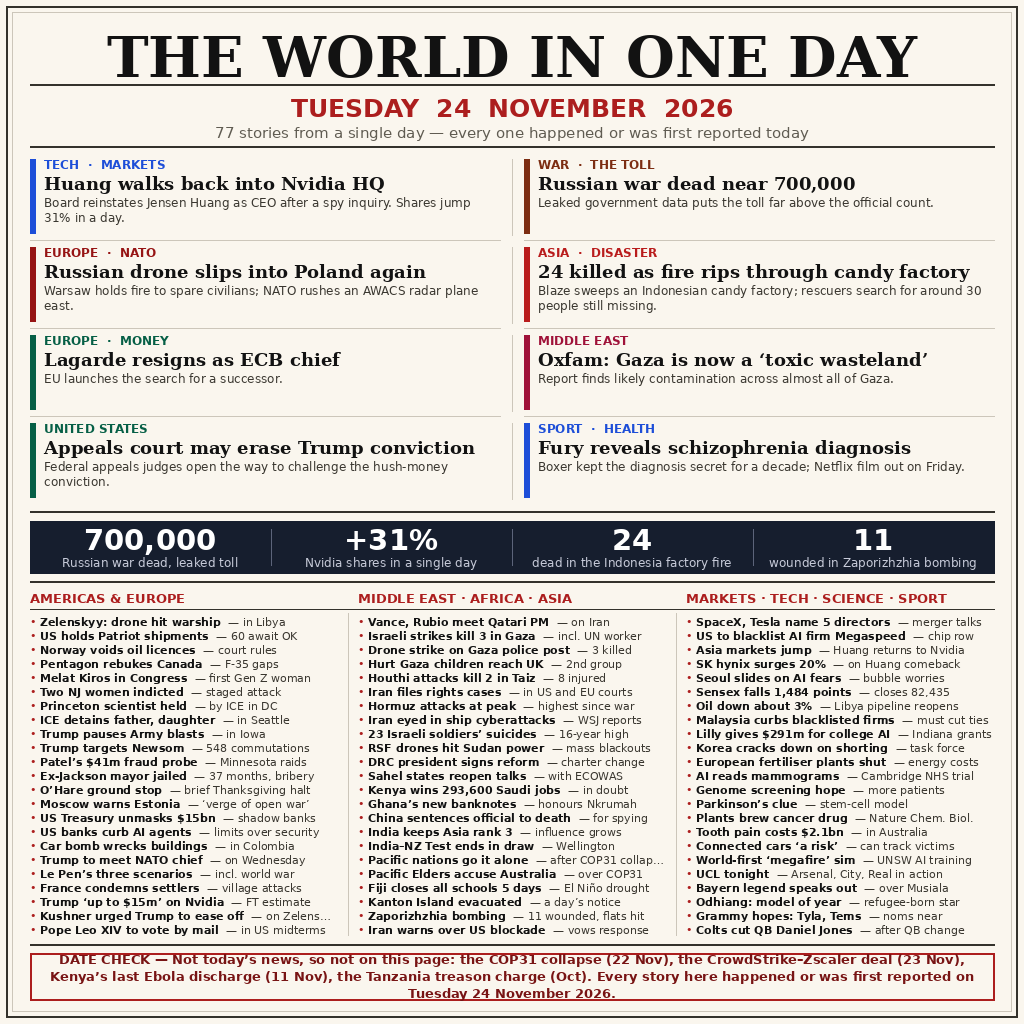 THE WORLD IN ONE DAY
TUESDAY 24 NOVEMBER 2026
77 stories from a single day — every one happened or was first reported today
TECH · MARKETS
Huang walks back into Nvidia HQ
Board reinstates Jensen Huang as CEO after a spy inquiry. Shares jump
31% in a day.
WAR · THE TOLL
Russian war dead near 700,000
Leaked government data puts the toll far above the official count.
EUROPE · NATO
Russian drone slips into Poland again
Warsaw holds fire to spare civilians; NATO rushes an AWACS radar plane
east.
ASIA · DISASTER
24 killed as fire rips through candy factory
Blaze sweeps an Indonesian candy factory; rescuers search for around 30
people still missing.
EUROPE · MONEY
Lagarde resigns as ECB chief
EU launches the search for a successor.
MIDDLE EAST
Oxfam: Gaza is now a ‘toxic wasteland’
Report finds likely contamination across almost all of Gaza.
UNITED STATES
Appeals court may erase Trump conviction
Federal appeals judges open the way to challenge the hush-money
conviction.
SPORT · HEALTH
Fury reveals schizophrenia diagnosis
Boxer kept the diagnosis secret for a decade; Netflix film out on Friday.
700,000
Russian war dead, leaked toll
+31%
Nvidia shares in a single day
24
dead in the Indonesia factory fire
11
wounded in Zaporizhzhia bombing
AMERICAS & EUROPE
• Zelenskyy: drone hit warship — in Libya
• US holds Patriot shipments — 60 await OK
• Norway voids oil licences — court rules
• Pentagon rebukes Canada — F-35 gaps
• Melat Kiros in Congress — first Gen Z woman
• Two NJ women indicted — staged attack
• Princeton scientist held — by ICE in DC
• ICE detains father, daughter — in Seattle
• Trump pauses Army blasts — in Iowa
• Trump targets Newsom — 548 commutations
• Patel’s $41m fraud probe — Minnesota raids
• Ex-Jackson mayor jailed — 37 months, bribery
• O’Hare ground stop — brief Thanksgiving halt
• Moscow warns Estonia — ‘verge of open war’
• US Treasury unmasks $15bn — shadow banks
• US banks curb AI agents — limits over security
• Car bomb wrecks buildings — in Colombia
• Trump to meet NATO chief — on Wednesday
• Le Pen’s three scenarios — incl. world war
• France condemns settlers — village attacks
• Trump ‘up to $15m’ on Nvidia — FT estimate
• Kushner urged Trump to ease off — on Zelens…
• Pope Leo XIV to vote by mail — in US midterms
MIDDLE EAST · AFRICA · ASIA
• Vance, Rubio meet Qatari PM — on Iran
• Israeli strikes kill 3 in Gaza — incl. UN worker
• Drone strike on Gaza police post — 3 killed
• Hurt Gaza children reach UK — 2nd group
• Houthi attacks kill 2 in Taiz — 8 injured
• Iran files rights cases — in US and EU courts
• Hormuz attacks at peak — highest since war
• Iran eyed in ship cyberattacks — WSJ reports
• 23 Israeli soldiers’ suicides — 16-year high
• RSF drones hit Sudan power — mass blackouts
• DRC president signs reform — charter change
• Sahel states reopen talks — with ECOWAS
• Kenya wins 293,600 Saudi jobs — in doubt
• Ghana’s new banknotes — honours Nkrumah
• China sentences official to death — for spying
• India keeps Asia rank 3 — influence grows
• India–NZ Test ends in draw — Wellington
• Pacific nations go it alone — after COP31 collap…
• Pacific Elders accuse Australia — over COP31
• Fiji closes all schools 5 days — El Niño drought
• Kanton Island evacuated — a day’s notice
• Zaporizhzhia bombing — 11 wounded, flats hit
• Iran warns over US blockade — vows response
MARKETS · TECH · SCIENCE · SPORT
• SpaceX, Tesla name 5 directors — merger talks
• US to blacklist AI firm Megaspeed — chip row
• Asia markets jump — Huang returns to Nvidia
• SK hynix surges 20% — on Huang comeback
• Seoul slides on AI fears — bubble worries
• Sensex falls 1,484 points — closes 82,435
• Oil down about 3% — Libya pipeline reopens
• Malaysia curbs blacklisted firms — must cut ties
• Lilly gives $291m for college AI — Indiana grants
• Korea cracks down on shorting — task force
• European fertiliser plants shut — energy costs
• AI reads mammograms — Cambridge NHS trial
• Genome screening hope — more patients
• Parkinson’s clue — stem-cell model
• Plants brew cancer drug — Nature Chem. Biol.
• Tooth pain costs $2.1bn — in Australia
• Connected cars ‘a risk’ — can track victims
• World-first ‘megafire’ sim — UNSW AI training
• UCL tonight — Arsenal, City, Real in action
• Bayern legend speaks out — over Musiala
• Odhiang: model of year — refugee-born star
• Grammy hopes: Tyla, Tems — noms near
• Colts cut QB Daniel Jones — after QB change
DATE CHECK — Not today’s news, so not on this page: the COP31 collapse (22 Nov), the CrowdStrike–Zscaler deal (23 Nov),
Kenya’s last Ebola discharge (11 Nov), the Tanzania treason charge (Oct). Every story here happened or was first reported on
Tuesday 24 November 2026.